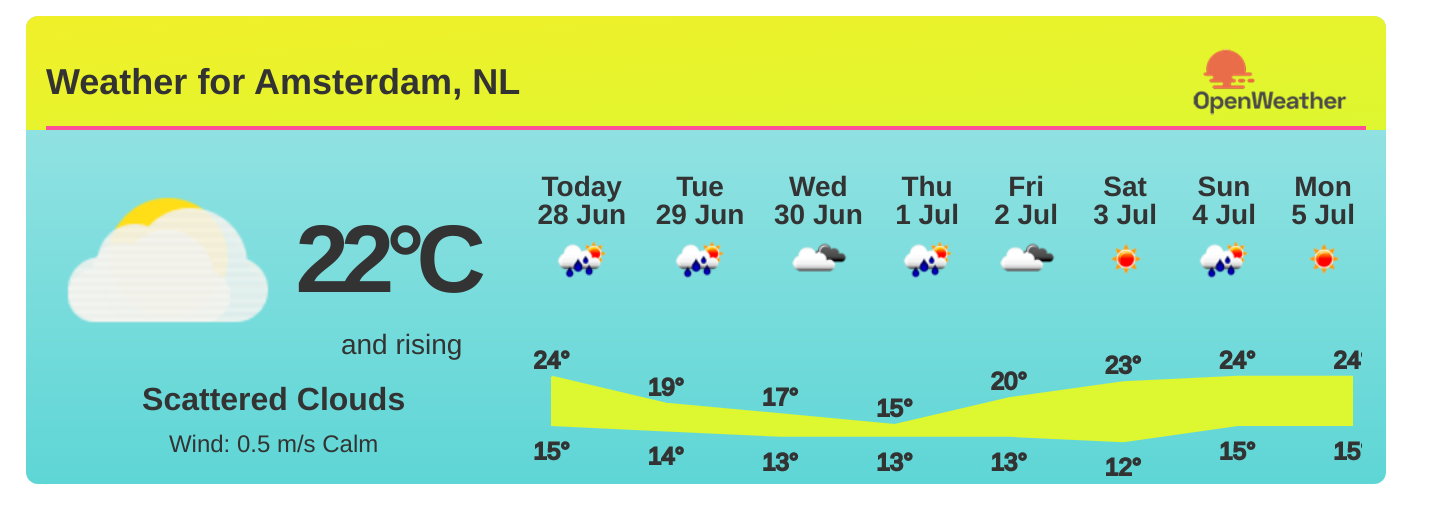 Weather for Amsterdam, NL
OpenWeather
22°C
and rising
Scattered Clouds
Wind: 0.5 m/s Calm
Today Tue Wed Thu Fri Sat Sun Mon
28 Jun 29 Jun 30 Jun 1 Jul 2 Jul 3 Jul 4 Jul 5 Jul
24° 19° 17° 15° 20° 23° 24° 24°
15° 14° 13° 13° 13° 12° 15° 15